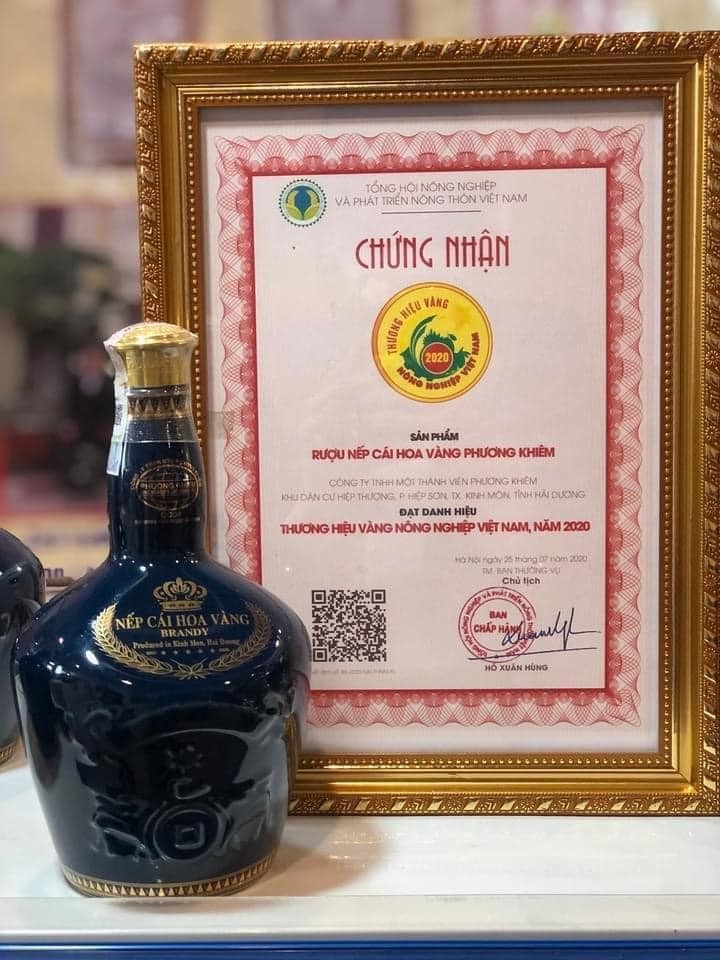 TỔNG HỘI NÔNG NGHIỆP
VÀ PHÁT TRIỂN NÔNG THÔN VIỆT NAM
CHỨNG NHẬN
THƯƠNG HIỆU VÀNG
2020
NÔNG NGHIỆP VIỆT NAM
SẢN PHẨM
RƯỢU NẾP CÁI HOA VÀNG PHƯƠNG KHIÊM
CÔNG TY TNHH MỘT THÀNH VIÊN PHƯƠNG KHIÊM
KHU DÂN CƯ HIỆP THƯỢNG, P. HIỆP SƠN, TX. KINH MÔN, TỈNH HẢI DƯƠNG
ĐẠT DANH HIỆU
THƯƠNG HIỆU VÀNG NÔNG NGHIỆP VIỆT NAM, NĂM 2020
Hà Nội ngày 25 tháng 07 năm 2020
TM. BAN THƯỜNG VỤ
Chủ tịch
BAN
CHẤP HÀNH
HỒ XUÂN HÙNG
NẾP CÁI HOA VÀNG
BRANDY
Produced in Kinh Mon, Hai Duong